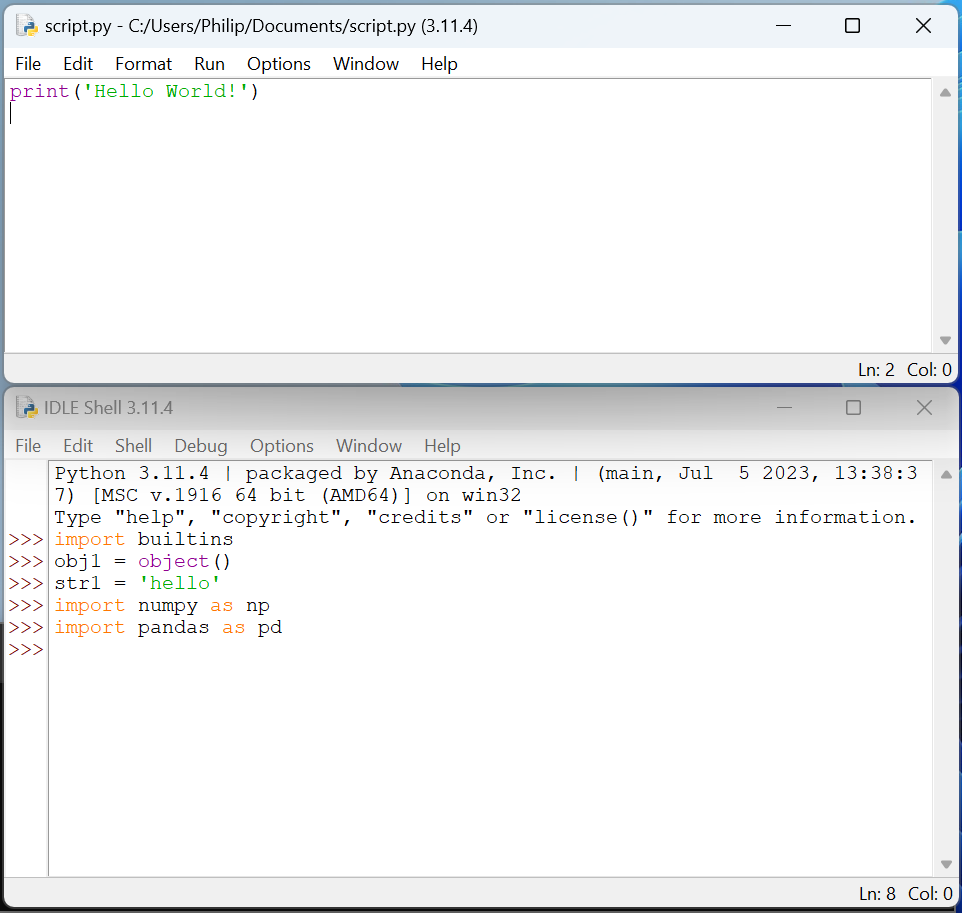 script.py - C:/Users/Philip/Documents/script.py (3.11.4)
File Edit Format Run Options Window Help
print('Hello World!')
Ln: 2 Col: 0
IDLE Shell 3.11.4
File Edit Shell Debug Options Window Help
Python 3.11.4 | packaged by Anaconda, Inc. | (main, Jul  5 2023, 13:38:3
7) [MSC v.1916 64 bit (AMD64)] on win32
Type "help", "copyright", "credits" or "license()" for more information.
>>> import builtins
>>> obj1 = object()
>>> str1 = 'hello'
>>> import numpy as np
>>> import pandas as pd
>>>
Ln: 8 Col: 0